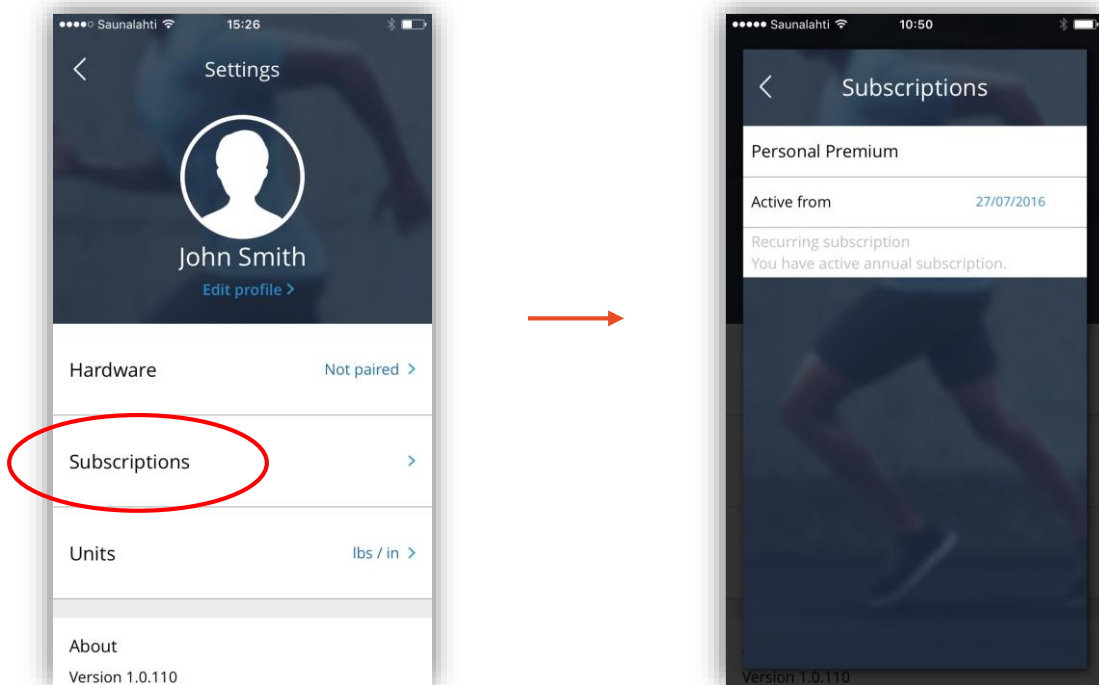 Saunalahti 15:26
Settings
John Smith
Edit profile >
Hardware Not paired >
Subscriptions >
Units lbs / in >
About
Version 1.0.110
Saunalahti 10:50
Subscriptions
Personal Premium
Active from 27/07/2016
Recurring subscription
You have active annual subscription.
Version 1.0.110